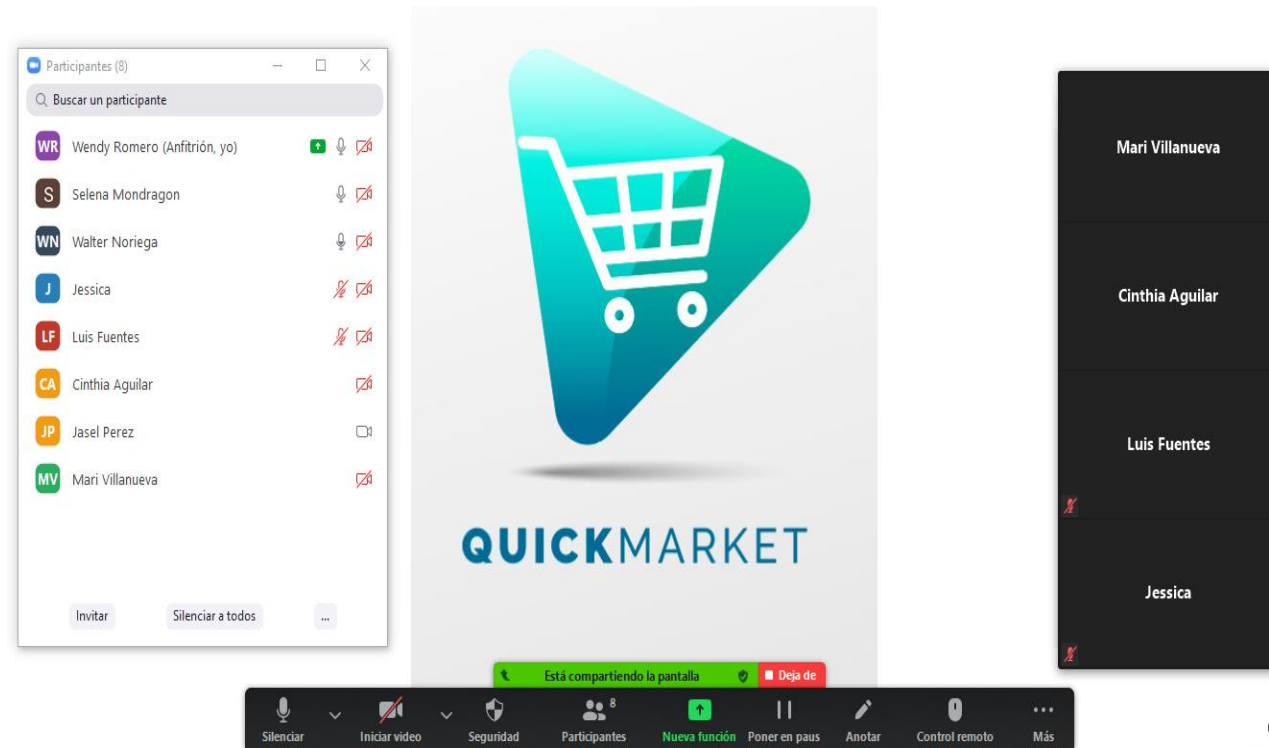 Participantes (8)
Buscar un participante
WR Wendy Romero (Anfitrión, yo)
S Selena Mondragon
WN Walter Noriega
J Jessica
LF Luis Fuentes
CA Cinthia Aguilar
JP Jasel Perez
MV Mari Villanueva
Invitar Silenciar a todos ...
QUICKMARKET
Mari Villanueva
Cinthia Aguilar
Luis Fuentes
Jessica
Está compartiendo la pantalla Deja de
8
Silenciar Iniciar video Seguridad Participantes Nueva función Poner en paus Anotar Control remoto Más